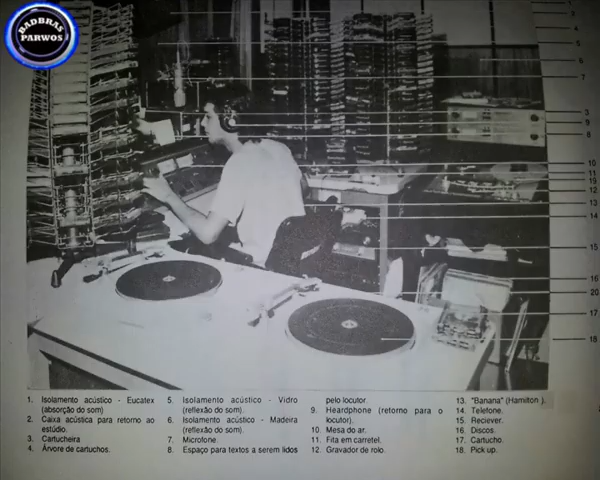 BADBRAS
PARWOS
4
5
6
7
3
9
8
10
11
19
12
13
14
15
16
20
17
18
1. Isolamento acústico - Eucatex
(absorção do som)
2. Caixa acústica para retorno ao
estúdio.
3. Cartucheira
4. Árvore de cartuchos.
5. Isolamento acústico - Vidro
(reflexão do som).
6. Isolamento acústico - Madeira
(reflexão do som).
7. Microfone.
8. Espaço para textos a serem lidos
pelo locutor.
9. Heardphone (retorno para o
locutor).
10. Mesa do ar.
11. Fita em carretel.
12. Gravador de rolo.
13. "Banana" (Hamilton ).
14. Telefone.
15. Reciever.
16. Discos.
17. Cartucho.
18. Pick up.